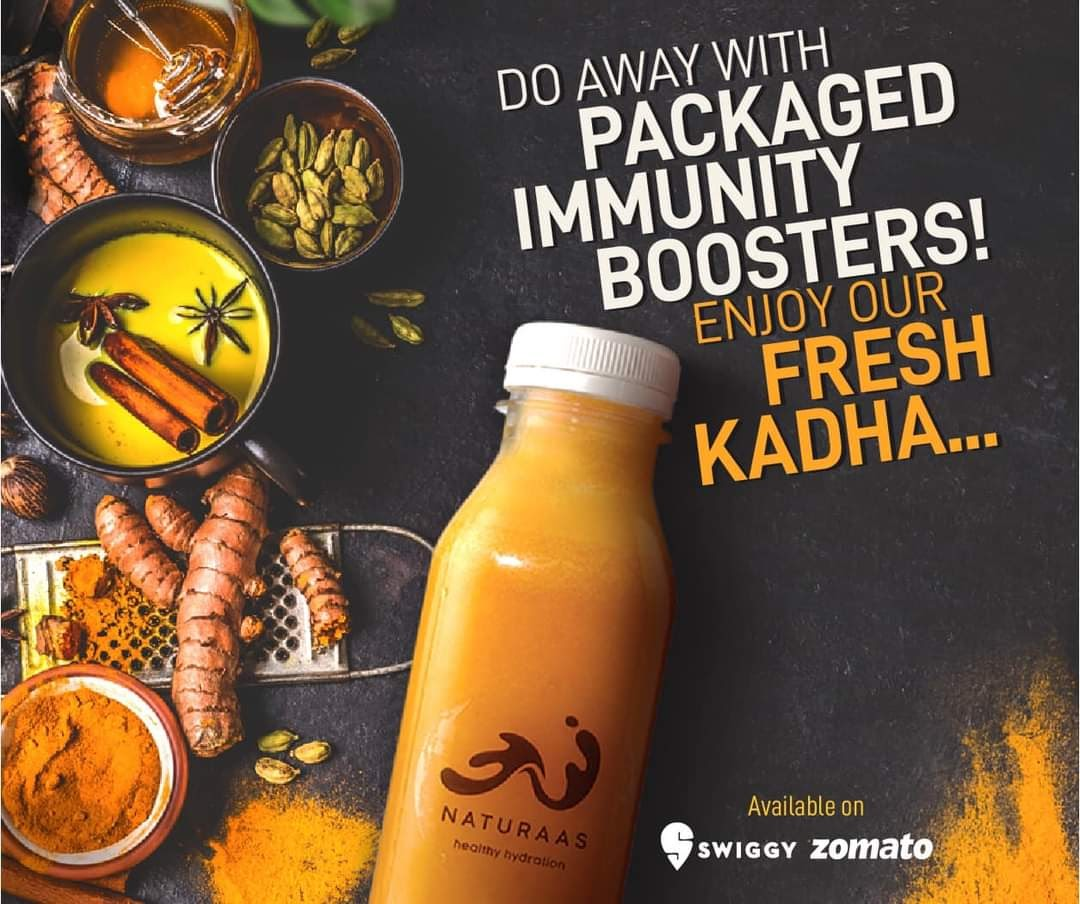 DO AWAY WITH
PACKAGED
IMMUNITY
BOOSTERS!
ENJOY OUR
FRESH
KADHA...
NATURAAS
healthy hydration
Available on
SWIGGY zomato